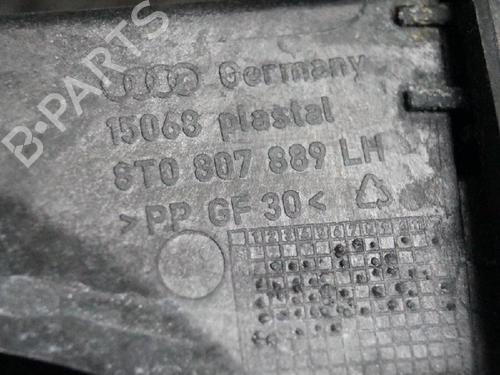 B-PARTS
Germany
15068 plastal
8T0 807 889 LH
>PP GF 30<